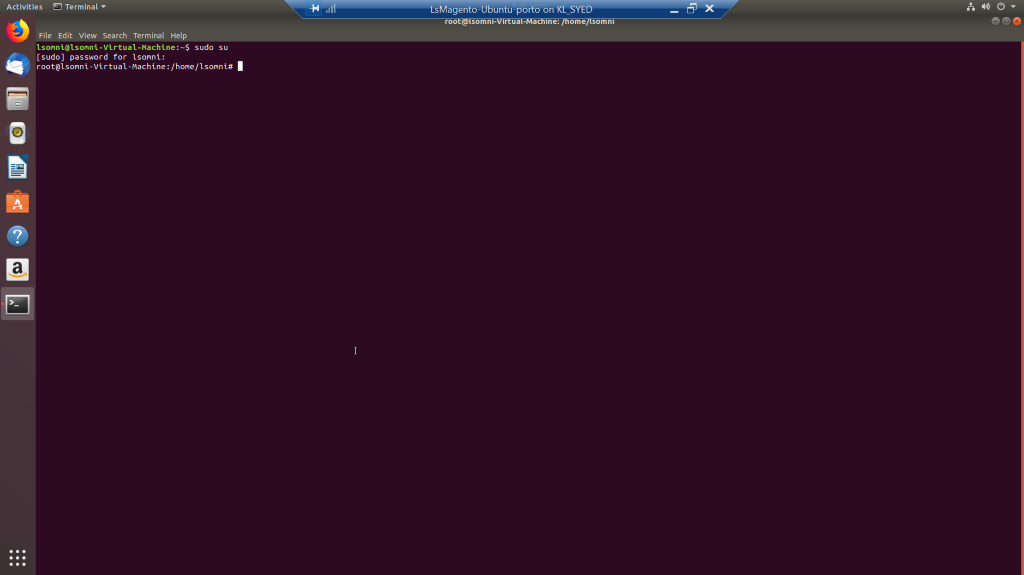 Activities
Terminal
LsMagento-Ubuntu-porto on KL_SYED
root@lsomni-Virtual-Machine: /home/lsomni
File Edit View Search Terminal Help
lsomni@lsomni-Virtual-Machine:~$ sudo su
[sudo] password for lsomni:
root@lsomni-Virtual-Machine:/home/lsomni#